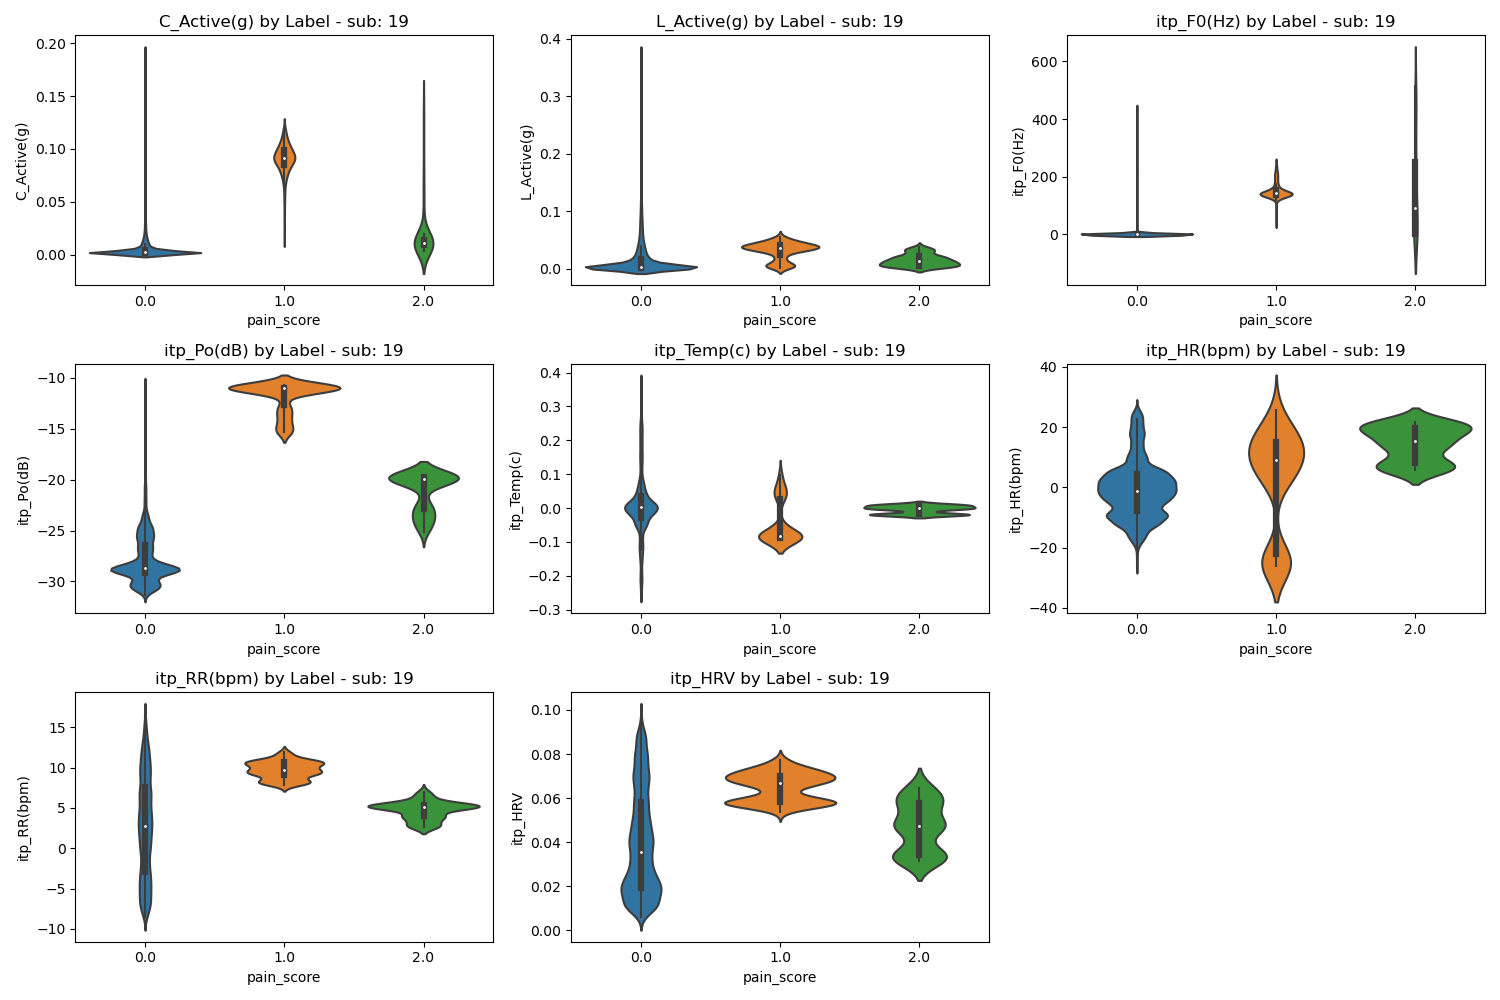 C_Active(g) by Label - sub: 19
C_Active(g)
0.20
0.15
0.10
0.05
0.00
0.0 1.0 2.0
pain_score
L_Active(g) by Label - sub: 19
L_Active(g)
0.4
0.3
0.2
0.1
0.0
0.0 1.0 2.0
pain_score
itp_F0(Hz) by Label - sub: 19
itp_F0(Hz)
600
400
200
0
0.0 1.0 2.0
pain_score
itp_Po(dB) by Label - sub: 19
itp_Po(dB)
−10
−15
−20
−25
−30
0.0 1.0 2.0
pain_score
itp_Temp(c) by Label - sub: 19
itp_Temp(c)
0.4
0.3
0.2
0.1
0.0
−0.1
−0.2
−0.3
0.0 1.0 2.0
pain_score
itp_HR(bpm) by Label - sub: 19
itp_HR(bpm)
40
20
0
−20
−40
0.0 1.0 2.0
pain_score
itp_RR(bpm) by Label - sub: 19
itp_RR(bpm)
15
10
5
0
−5
−10
0.0 1.0 2.0
pain_score
itp_HRV by Label - sub: 19
itp_HRV
0.10
0.08
0.06
0.04
0.02
0.00
0.0 1.0 2.0
pain_score